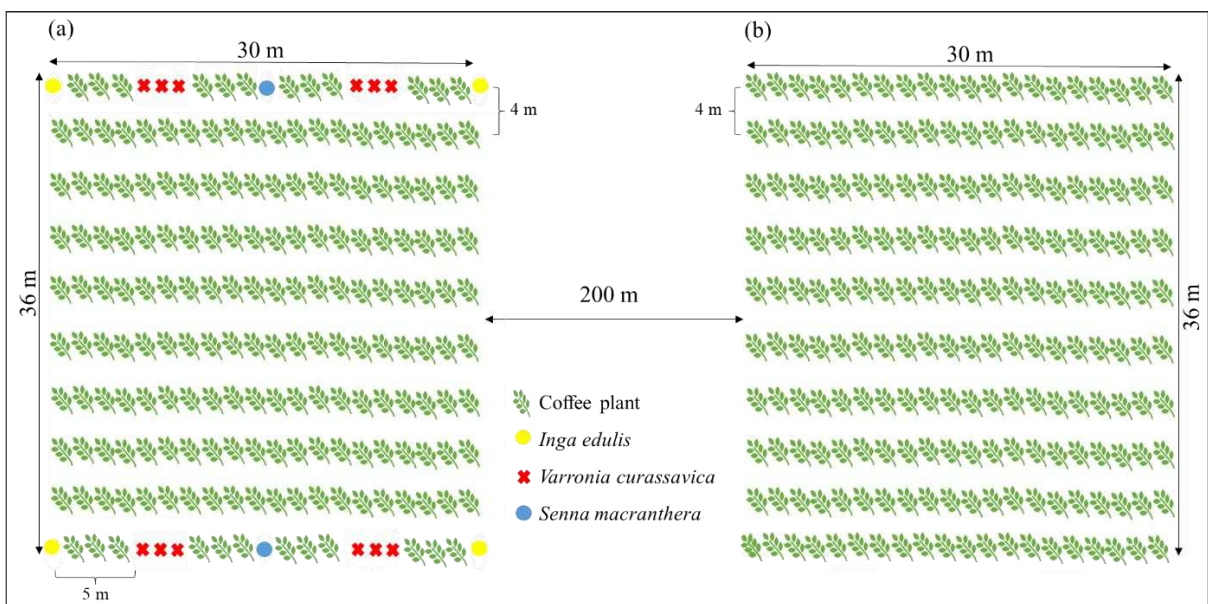 (a)
(b)
30 m
30 m
4 m
4 m
36 m
200 m
36 m
Coffee plant
Inga edulis
Varronia curassavica
Senna macranthera
5 m